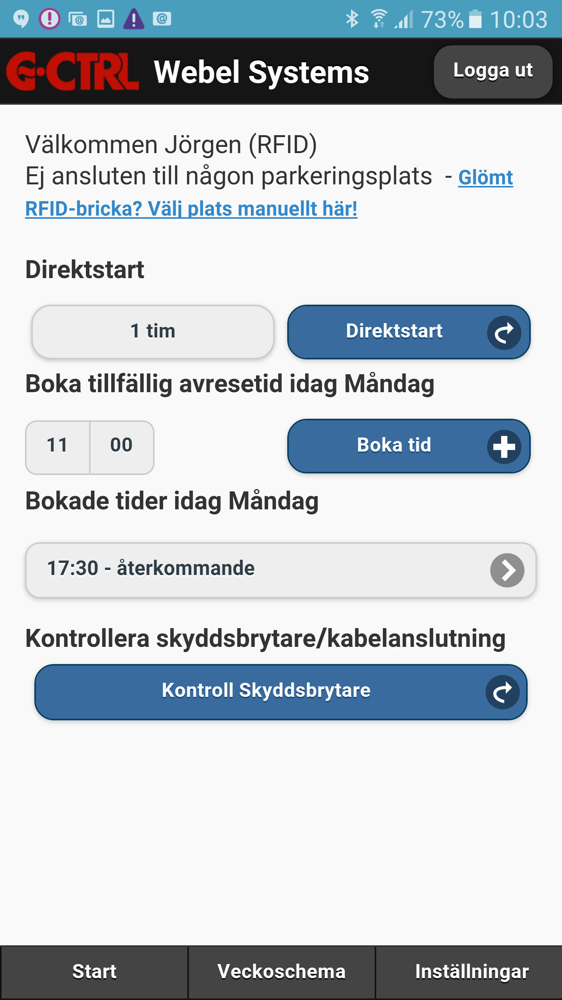 73% 10:03
G-CTRL Webel Systems Logga ut
Välkommen Jörgen (RFID)
Ej ansluten till någon parkeringsplats - Glömt
RFID-bricka? Välj plats manuellt här!
Direktstart
1 tim Direktstart
Boka tillfällig avresetid idag Måndag
11 00 Boka tid
Bokade tider idag Måndag
17:30 - återkommande
Kontrollera skyddsbrytare/kabelanslutning
Kontroll Skyddsbrytare
Start Veckoschema Inställningar